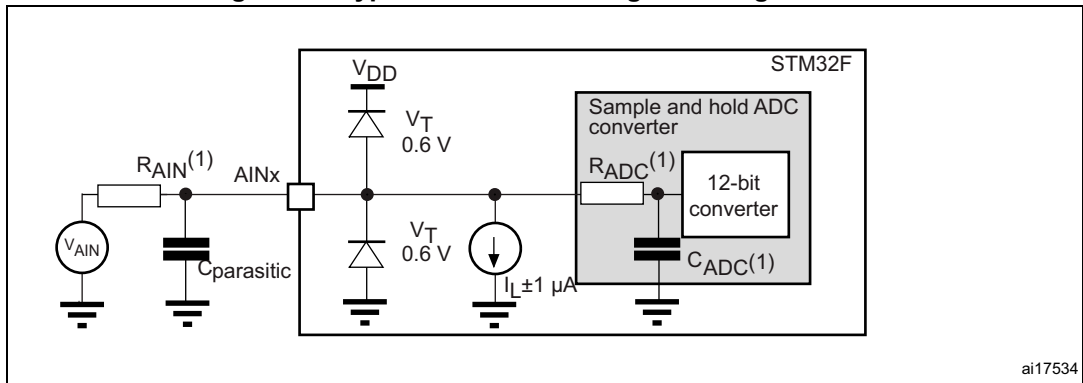 STM32F
VDD
VT
0.6 V
Sample and hold ADC
converter
RAIN(1)
AINx
RADC(1)
12-bit
converter
VAIN
Cparasitic
VT
0.6 V
IL±1 µA
CADC(1)
ai17534